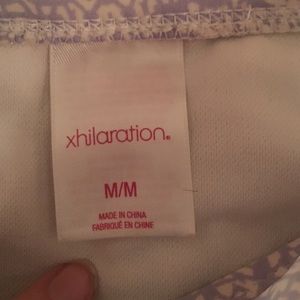 xhilaration®
M/M
MADE IN CHINA
FABRIQUÉ EN CHINE